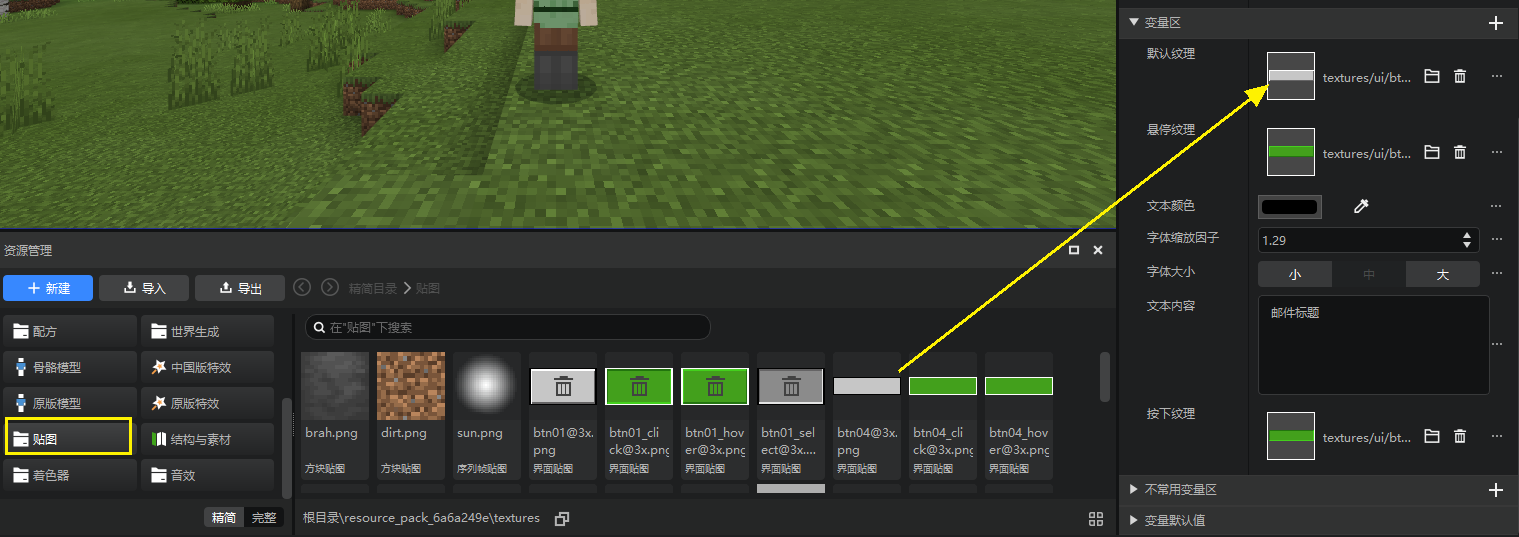 变量区
默认纹理
textures/ui/bt...
悬停纹理
textures/ui/bt...
文本颜色
字体缩放因子
1.29
字体大小
小 中 大
文本内容
邮件标题
按下纹理
textures/ui/bt...
不常用变量区
变量默认值
资源管理
新建 导入 导出 精简目录 贴图
配方 世界生成
骨骼模型 中国版特效
原版模型 原版特效
贴图 结构与素材
着色器 音效
精简 完整
在"贴图"下搜索
brah.png
方块贴图
dirt.png
方块贴图
sun.png
序列帧贴图
btn01@3x.
png
界面贴图
btn01_cli
ck@3x.png
界面贴图
btn01_hov
er@3x.png
界面贴图
btn01_sel
ect@3x....
界面贴图
btn04@3x.
png
界面贴图
btn04_cli
ck@3x.png
界面贴图
btn04_hov
er@3x.png
界面贴图
根目录\resource_pack_6a6a249e\textures